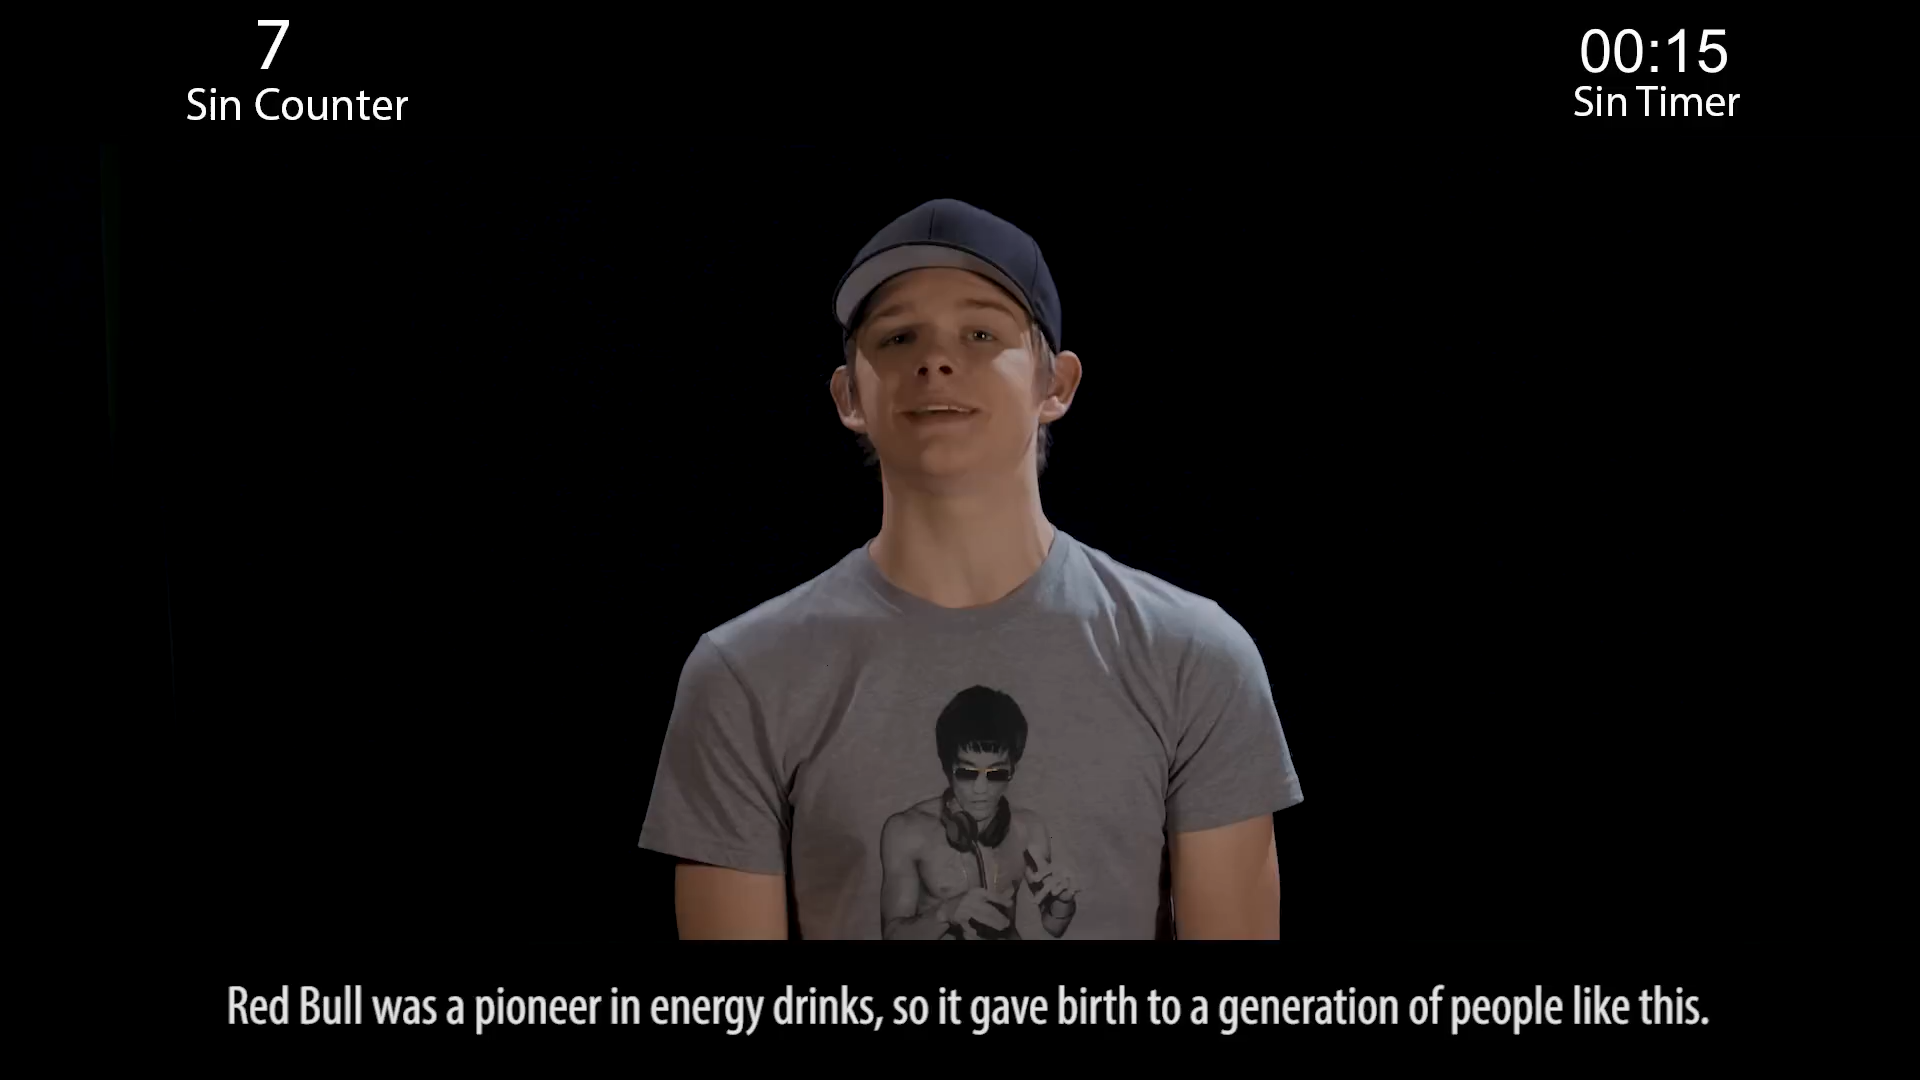 7
Sin Counter
00:15
Sin Timer
Red Bull was a pioneer in energy drinks, so it gave birth to a generation of people like this.